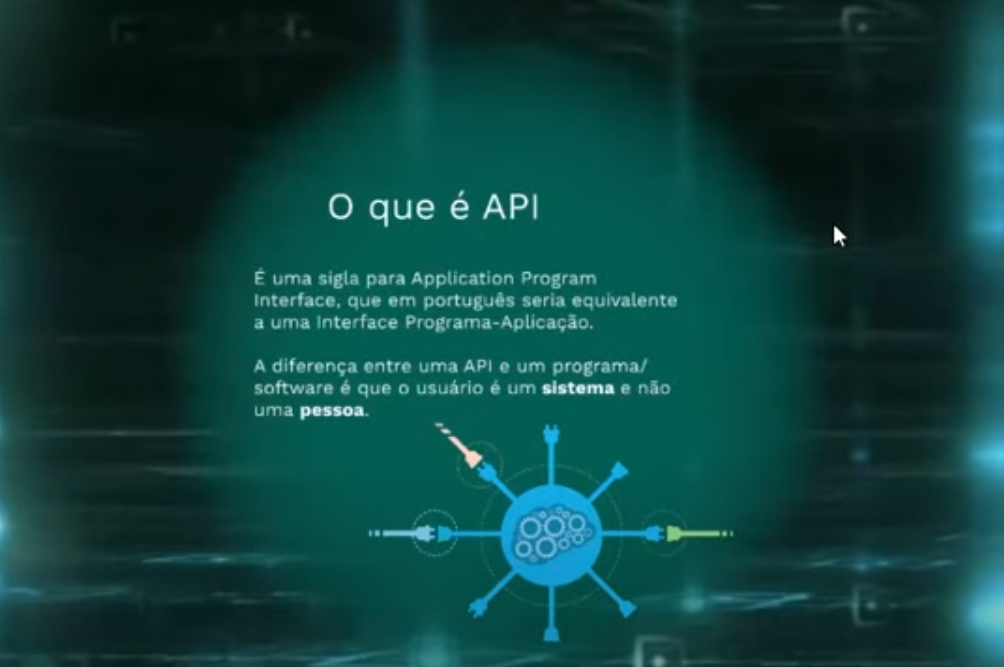 O que é API
É uma sigla para Application Program
Interface, que em português seria equivalente
a uma Interface Programa-Aplicação.
A diferença entre uma API e um programa/
software é que o usuário é um sistema e não
uma pessoa.